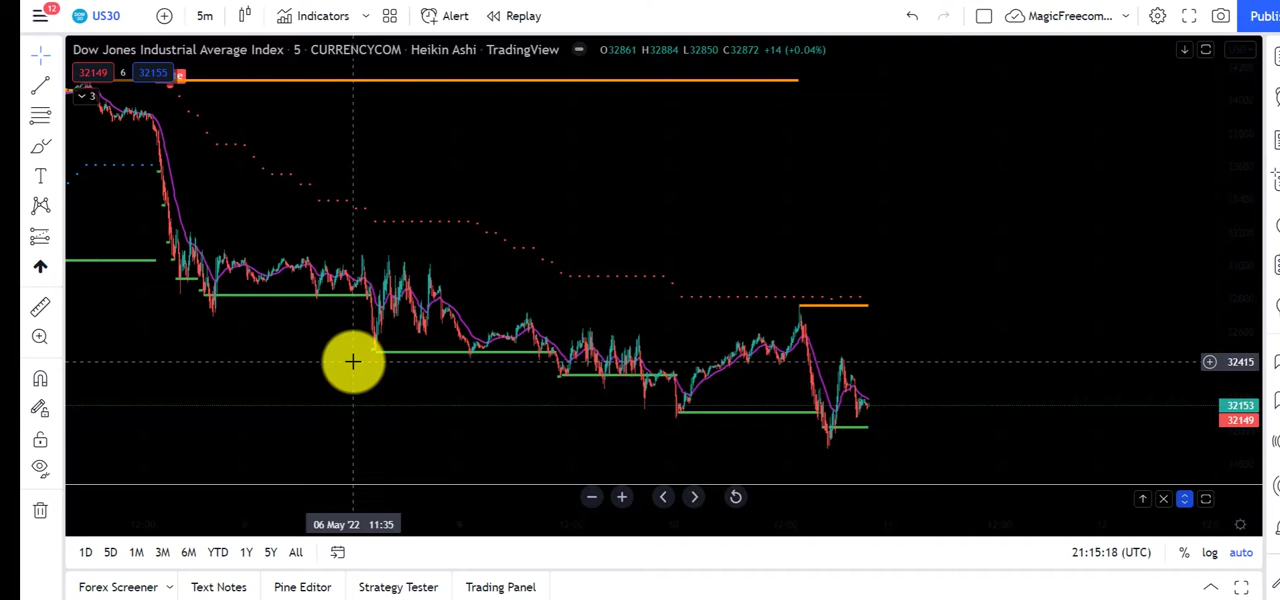 12 US30 5m Indicators Alert Replay MagicFreecom... Publi
Dow Jones Industrial Average Index · 5 · CURRENCYCOM · Heikin Ashi · TradingView O32861 H32884 L32850 C32872 +14 (+0.04%)
32149 6 32155 e
3
32415
32153
32149
06 May '22 11:35
1D 5D 1M 3M 6M YTD 1Y 5Y All 21:15:18 (UTC) % log auto
Forex Screener Text Notes Pine Editor Strategy Tester Trading Panel